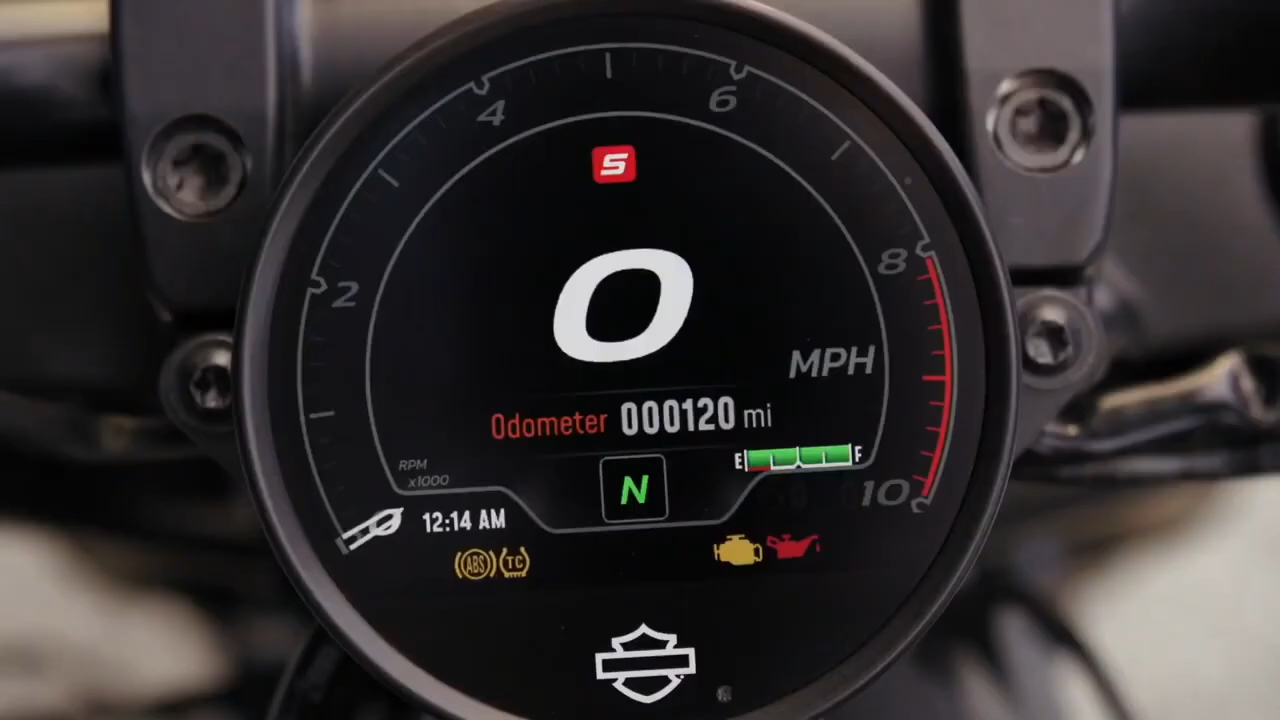 4
6
S
2
8
0
MPH
Odometer 000120 mi
RPM
x1000
E F
N
10
12:14 AM
ABS TC